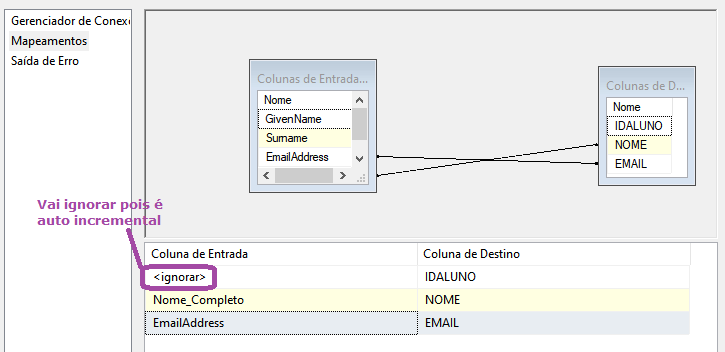 Gerenciador de Conexõ
Mapeamentos
Saída de Erro
Colunas de Entrada...
Nome
GivenName
Surname
EmailAddress
Colunas de D...
Nome
IDALUNO
NOME
EMAIL
Vai ignorar pois é
auto incremental
Coluna de Entrada Coluna de Destino
<ignorar> IDALUNO
Nome_Completo NOME
EmailAddress EMAIL